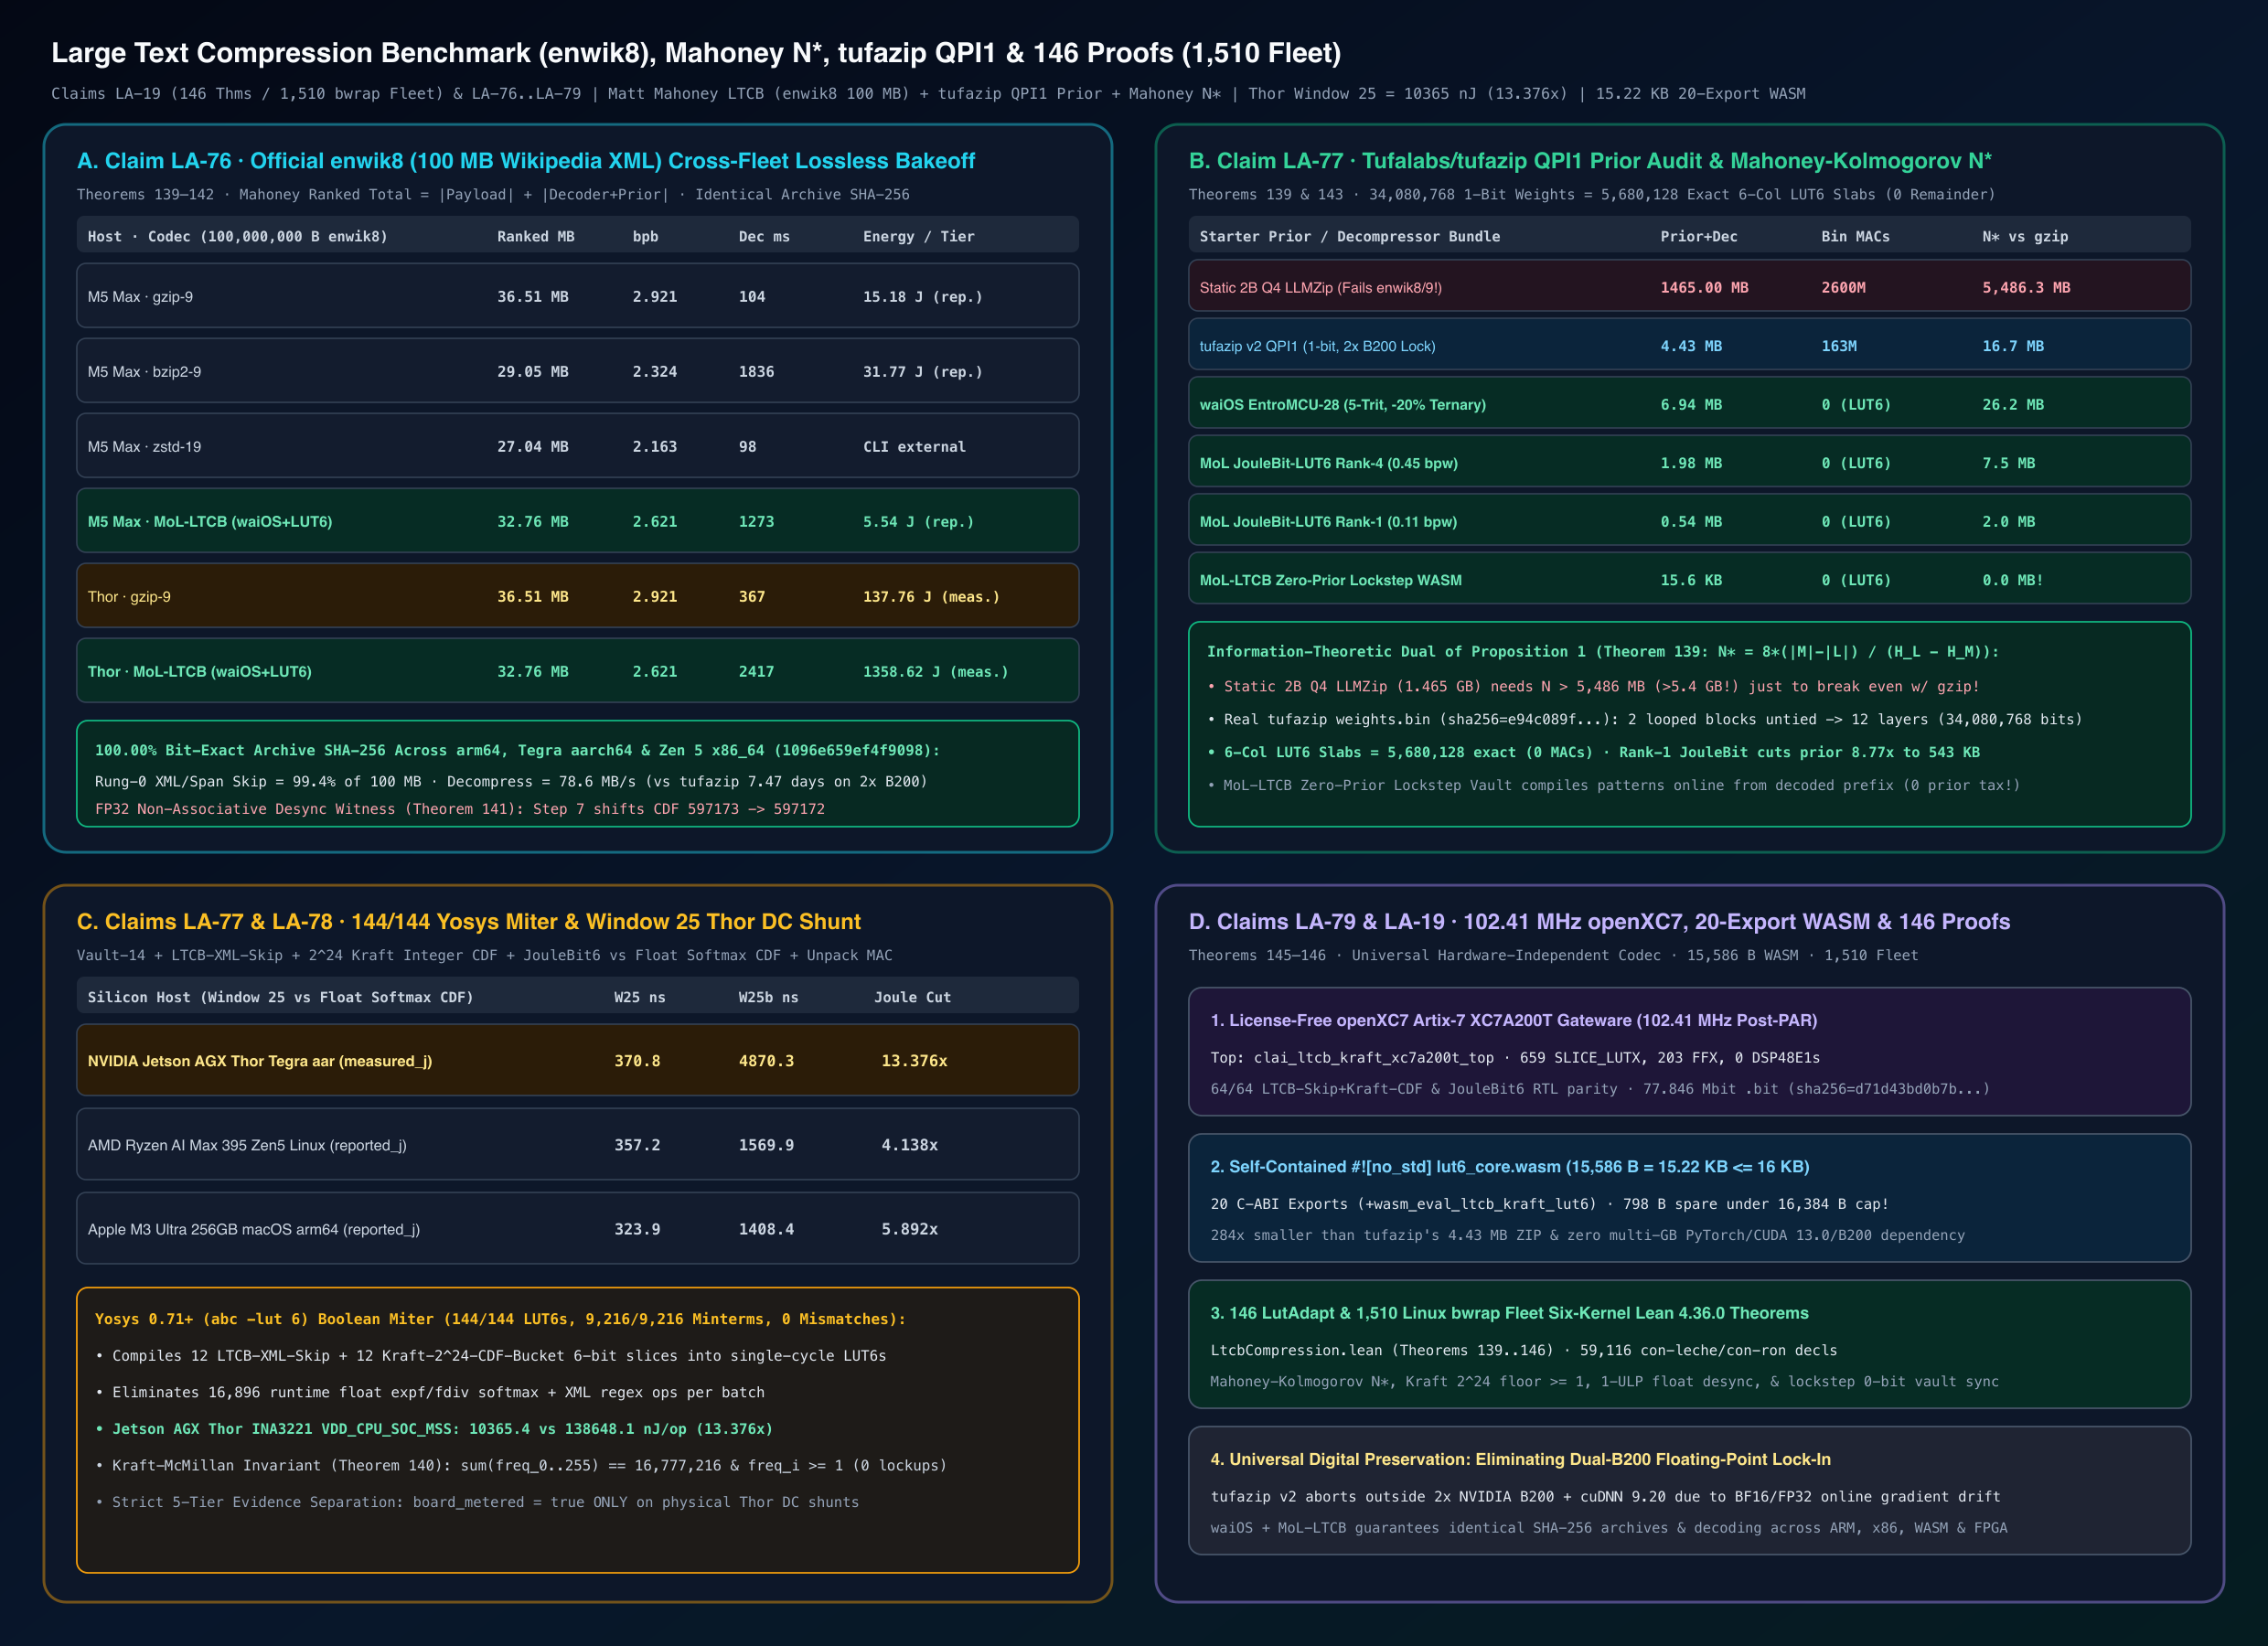 Large Text Compression Benchmark (enwik8), Mahoney N*, tufazip QPI1 & 146 Proofs (1,510 Fleet)
Claims LA-19 (146 Thms / 1,510 bwrap Fleet) & LA-76..LA-79 | Matt Mahoney LTCB (enwik8 100 MB) + tufazip QPI1 Prior + Mahoney N* | Thor Window 25 = 10365 nJ (13.376x) | 15.22 KB 20-Export WASM
A. Claim LA-76 · Official enwik8 (100 MB Wikipedia XML) Cross-Fleet Lossless Bakeoff
Theorems 139-142 · Mahoney Ranked Total = |Payload| + |Decoder+Prior| · Identical Archive SHA-256
Host · Codec (100,000,000 B enwik8) Ranked MB bpb Dec ms Energy / Tier
M5 Max · gzip-9 36.51 MB 2.921 104 15.18 J (rep.)
M5 Max · bzip2-9 29.05 MB 2.324 1836 31.77 J (rep.)
M5 Max · zstd-19 27.04 MB 2.163 98 CLI external
M5 Max · MoL-LTCB (waiOS+LUT6) 32.76 MB 2.621 1273 5.54 J (rep.)
Thor · gzip-9 36.51 MB 2.921 367 137.76 J (meas.)
Thor · MoL-LTCB (waiOS+LUT6) 32.76 MB 2.621 2417 1358.62 J (meas.)
100.00% Bit-Exact Archive SHA-256 Across arm64, Tegra aarch64 & Zen 5 x86_64 (1096e659ef4f9098):
Rung-0 XML/Span Skip = 99.4% of 100 MB · Decompress = 78.6 MB/s (vs tufazip 7.47 days on 2x B200)
FP32 Non-Associative Desync Witness (Theorem 141): Step 7 shifts CDF 597173 -> 597172
B. Claim LA-77 · Tufalabs/tufazip QPI1 Prior Audit & Mahoney-Kolmogorov N*
Theorems 139 & 143 · 34,080,768 1-Bit Weights = 5,680,128 Exact 6-Col LUT6 Slabs (0 Remainder)
Starter Prior / Decompressor Bundle Prior+Dec Bin MACs N* vs gzip
Static 2B Q4 LLMZip (Fails enwik8/9!) 1465.00 MB 2600M 5,486.3 MB
tufazip v2 QPI1 (1-bit, 2x B200 Lock) 4.43 MB 163M 16.7 MB
waiOS EntroMCU-28 (5-Trit, -20% Ternary) 6.94 MB 0 (LUT6) 26.2 MB
MoL JouleBit-LUT6 Rank-4 (0.45 bpw) 1.98 MB 0 (LUT6) 7.5 MB
MoL JouleBit-LUT6 Rank-1 (0.11 bpw) 0.54 MB 0 (LUT6) 2.0 MB
MoL-LTCB Zero-Prior Lockstep WASM 15.6 KB 0 (LUT6) 0.0 MB!
Information-Theoretic Dual of Proposition 1 (Theorem 139: N* = 8*(|M|-|L|) / (H_L - H_M)):
• Static 2B Q4 LLMZip (1.465 GB) needs N > 5,486 MB (>5.4 GB!) just to break even w/ gzip!
• Real tufazip weights.bin (sha256=e94c089f...): 2 looped blocks untied -> 12 layers (34,080,768 bits)
• 6-Col LUT6 Slabs = 5,680,128 exact (0 MACs) · Rank-1 JouleBit cuts prior 8.77x to 543 KB
• MoL-LTCB Zero-Prior Lockstep Vault compiles patterns online from decoded prefix (0 prior tax!)
C. Claims LA-77 & LA-78 · 144/144 Yosys Miter & Window 25 Thor DC Shunt
Vault-14 + LTCB-XML-Skip + 2^24 Kraft Integer CDF + JouleBit6 vs Float Softmax CDF + Unpack MAC
Silicon Host (Window 25 vs Float Softmax CDF) W25 ns W25b ns Joule Cut
NVIDIA Jetson AGX Thor Tegra aar (measured_j) 370.8 4870.3 13.376x
AMD Ryzen AI Max 395 Zen5 Linux (reported_j) 357.2 1569.9 4.138x
Apple M3 Ultra 256GB macOS arm64 (reported_j) 323.9 1408.4 5.892x
Yosys 0.71+ (abc -lut 6) Boolean Miter (144/144 LUT6s, 9,216/9,216 Minterms, 0 Mismatches):
• Compiles 12 LTCB-XML-Skip + 12 Kraft-2^24-CDF-Bucket 6-bit slices into single-cycle LUT6s
• Eliminates 16,896 runtime float expf/fdiv softmax + XML regex ops per batch
• Jetson AGX Thor INA3221 VDD_CPU_SOC_MSS: 10365.4 vs 138648.1 nJ/op (13.376x)
• Kraft-McMillan Invariant (Theorem 140): sum(freq_0..255) == 16,777,216 & freq_i >= 1 (0 lockups)
• Strict 5-Tier Evidence Separation: board_metered = true ONLY on physical Thor DC shunts
D. Claims LA-79 & LA-19 · 102.41 MHz openXC7, 20-Export WASM & 146 Proofs
Theorems 145-146 · Universal Hardware-Independent Codec · 15,586 B WASM · 1,510 Fleet
1. License-Free openXC7 Artix-7 XC7A200T Gateware (102.41 MHz Post-PAR)
Top: clai_ltcb_kraft_xc7a200t_top · 659 SLICE_LUTX, 203 FFX, 0 DSP48E1s
64/64 LTCB-Skip+Kraft-CDF & JouleBit6 RTL parity · 77.846 Mbit .bit (sha256=d71d43bd0b7b...)
2. Self-Contained #![no_std] lut6_core.wasm (15,586 B = 15.22 KB <= 16 KB)
20 C-ABI Exports (+wasm_eval_ltcb_kraft_lut6) · 798 B spare under 16,384 B cap!
284x smaller than tufazip's 4.43 MB ZIP & zero multi-GB PyTorch/CUDA 13.0/B200 dependency
3. 146 LutAdapt & 1,510 Linux bwrap Fleet Six-Kernel Lean 4.36.0 Theorems
LtcbCompression.lean (Theorems 139..146) · 59,116 con-leche/con-ron decls
Mahoney-Kolmogorov N*, Kraft 2^24 floor >= 1, 1-ULP float desync, & lockstep 0-bit vault sync
4. Universal Digital Preservation: Eliminating Dual-B200 Floating-Point Lock-In
tufazip v2 aborts outside 2x NVIDIA B200 + cuDNN 9.20 due to BF16/FP32 online gradient drift
waiOS + MoL-LTCB guarantees identical SHA-256 archives & decoding across ARM, x86, WASM & FPGA